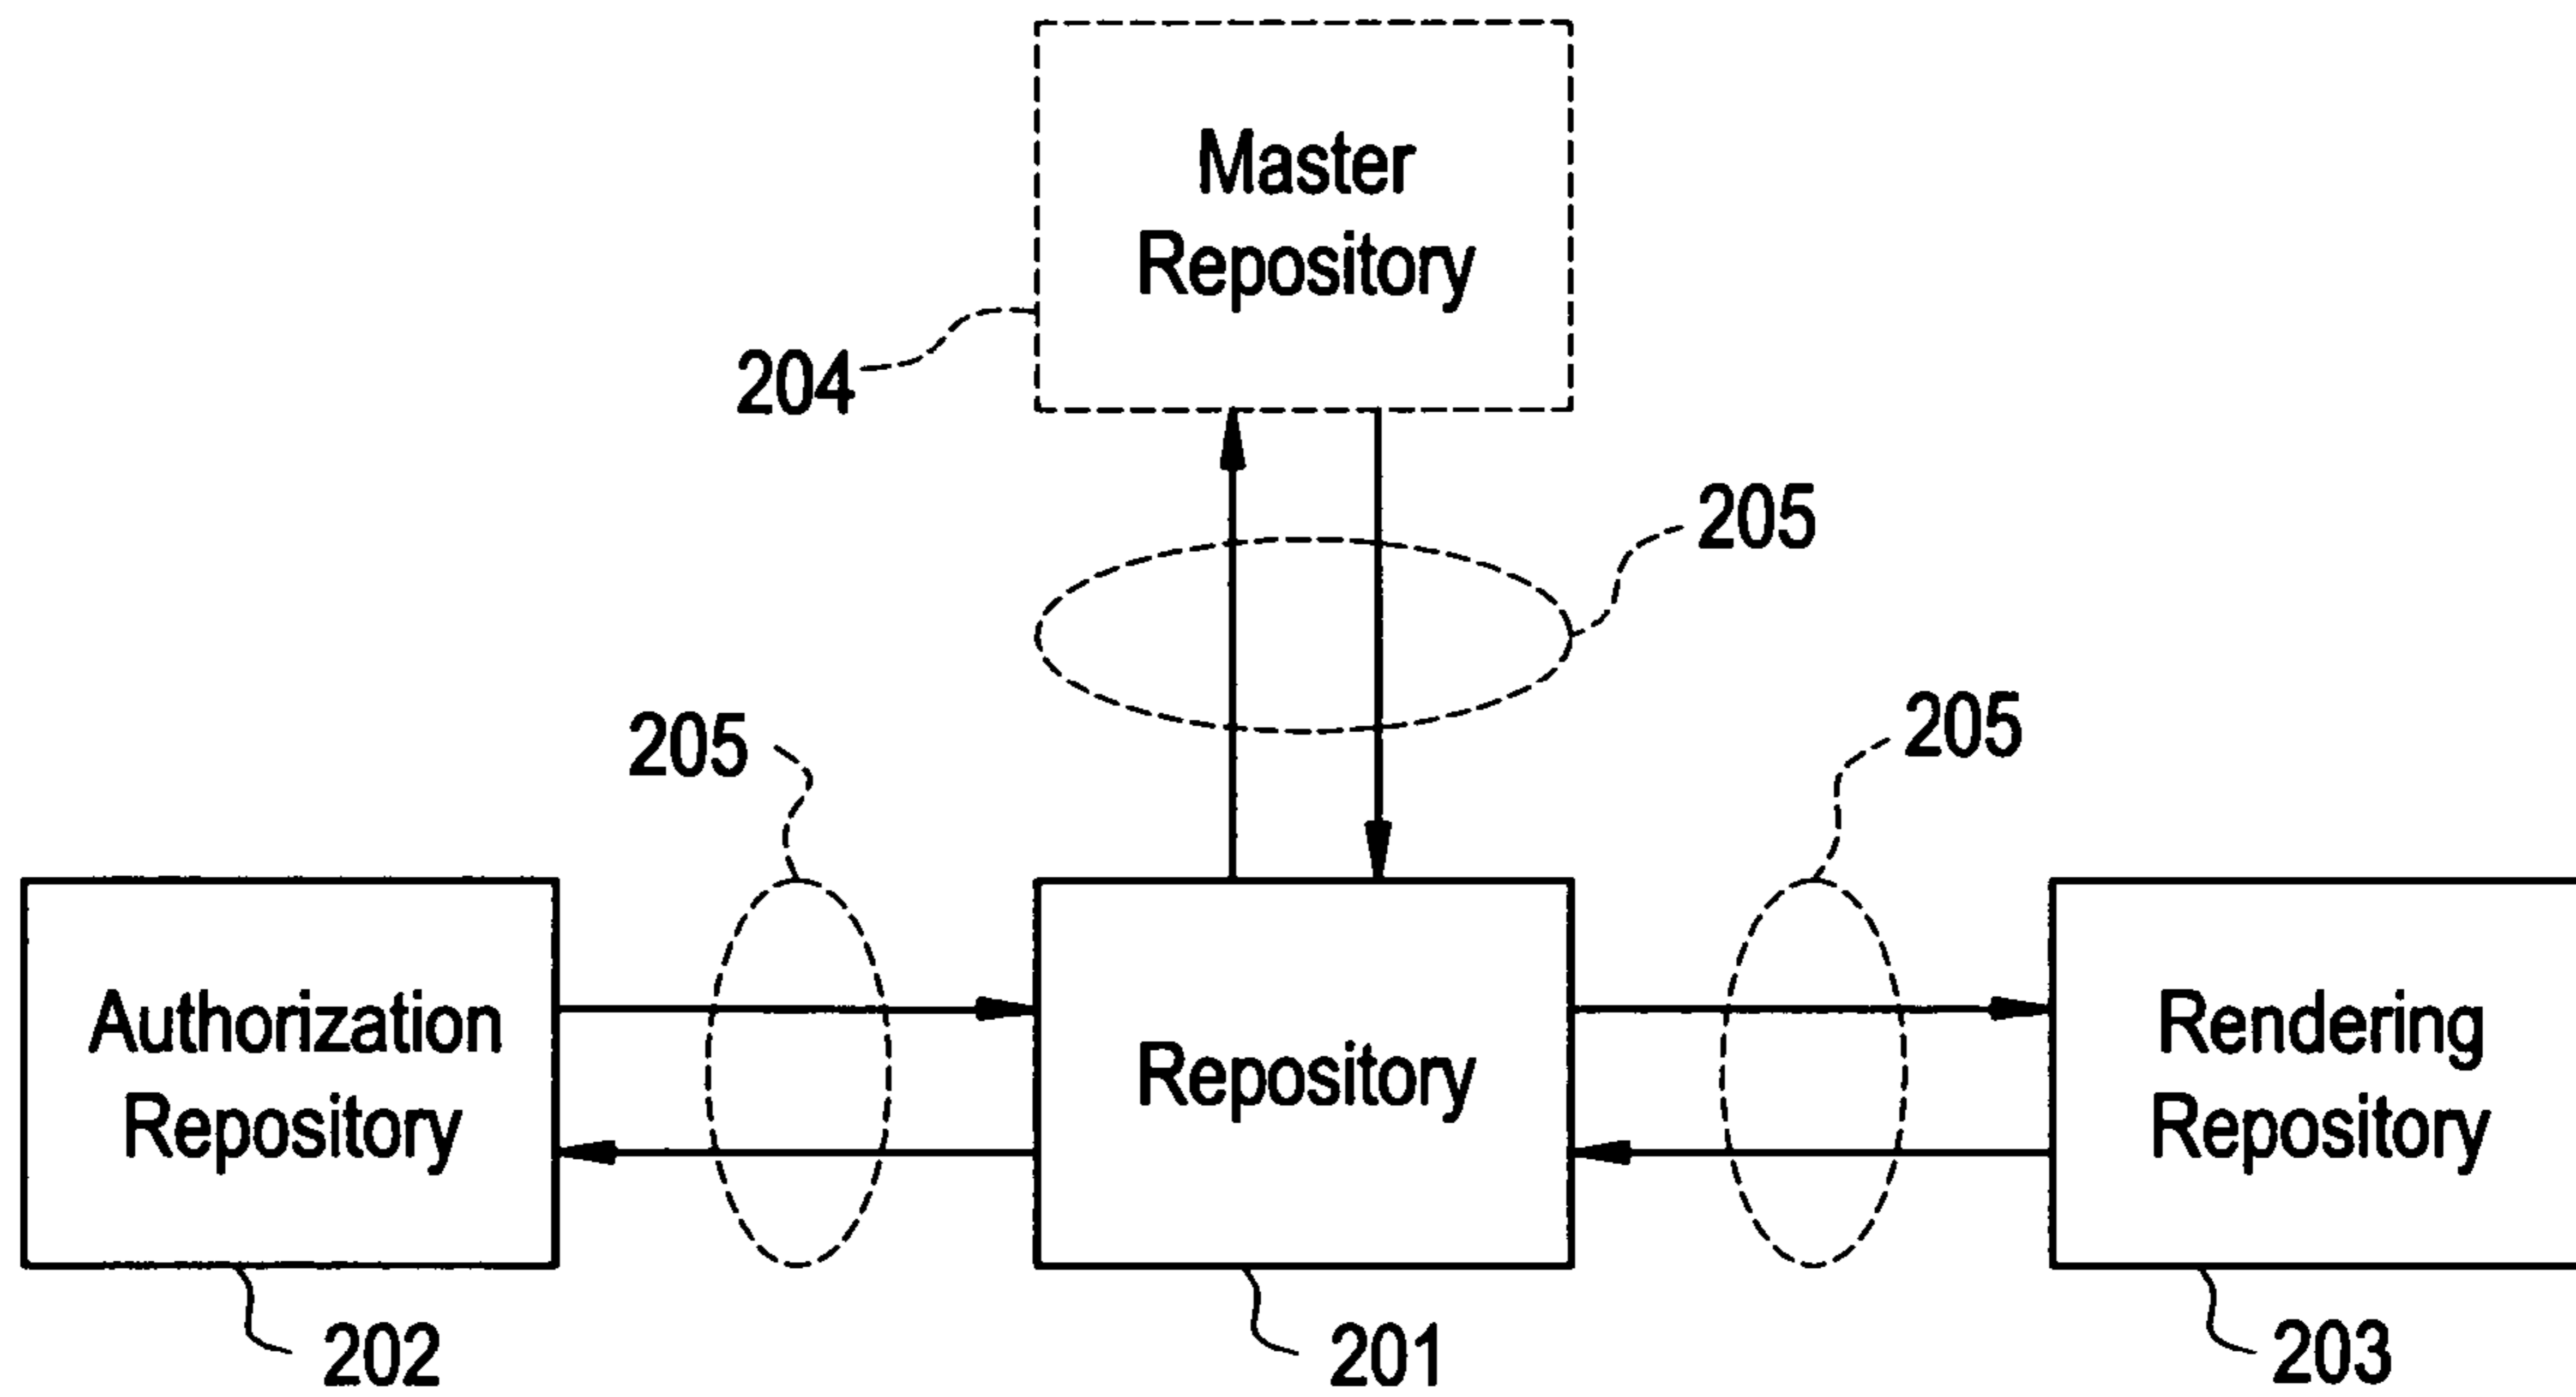 Master
Repository
204
205
205
205
Authorization
Repository
Repository
Rendering
Repository
202
201
203